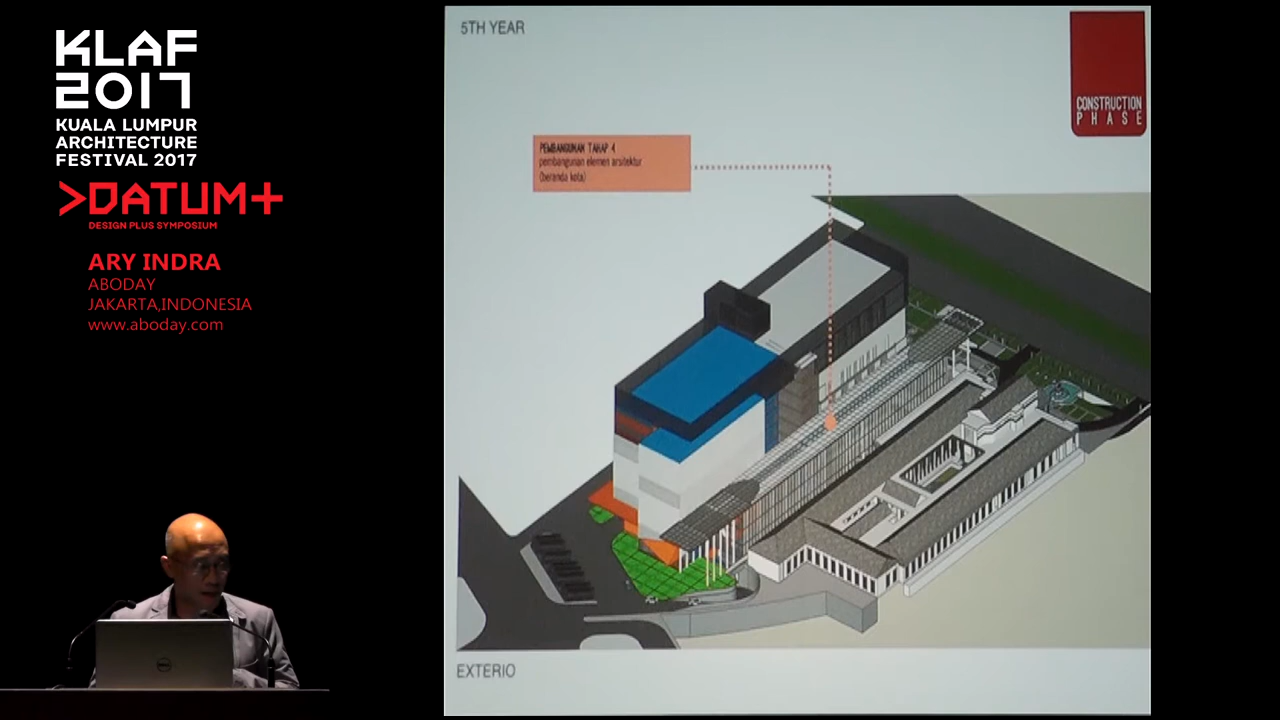 KLAF
2017
KUALA LUMPUR
ARCHITECTURE
FESTIVAL 2017
>DATUM+
DESIGN PLUS SYMPOSIUM
ARY INDRA
ABODAY
JAKARTA,INDONESIA
www.aboday.com
5TH YEAR
CONSTRUCTION
PHASE
PEMBANGUNAN TAHAP 4
pembangunan elemen arsitektur
(beranda kota)
EXTERIO
DELL